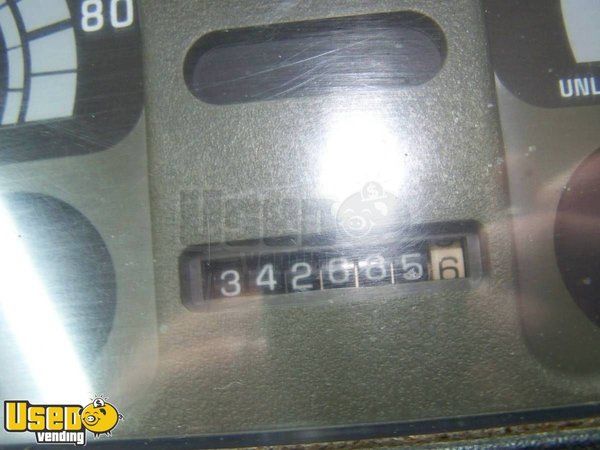 80
UNL
3426856
USED
vending